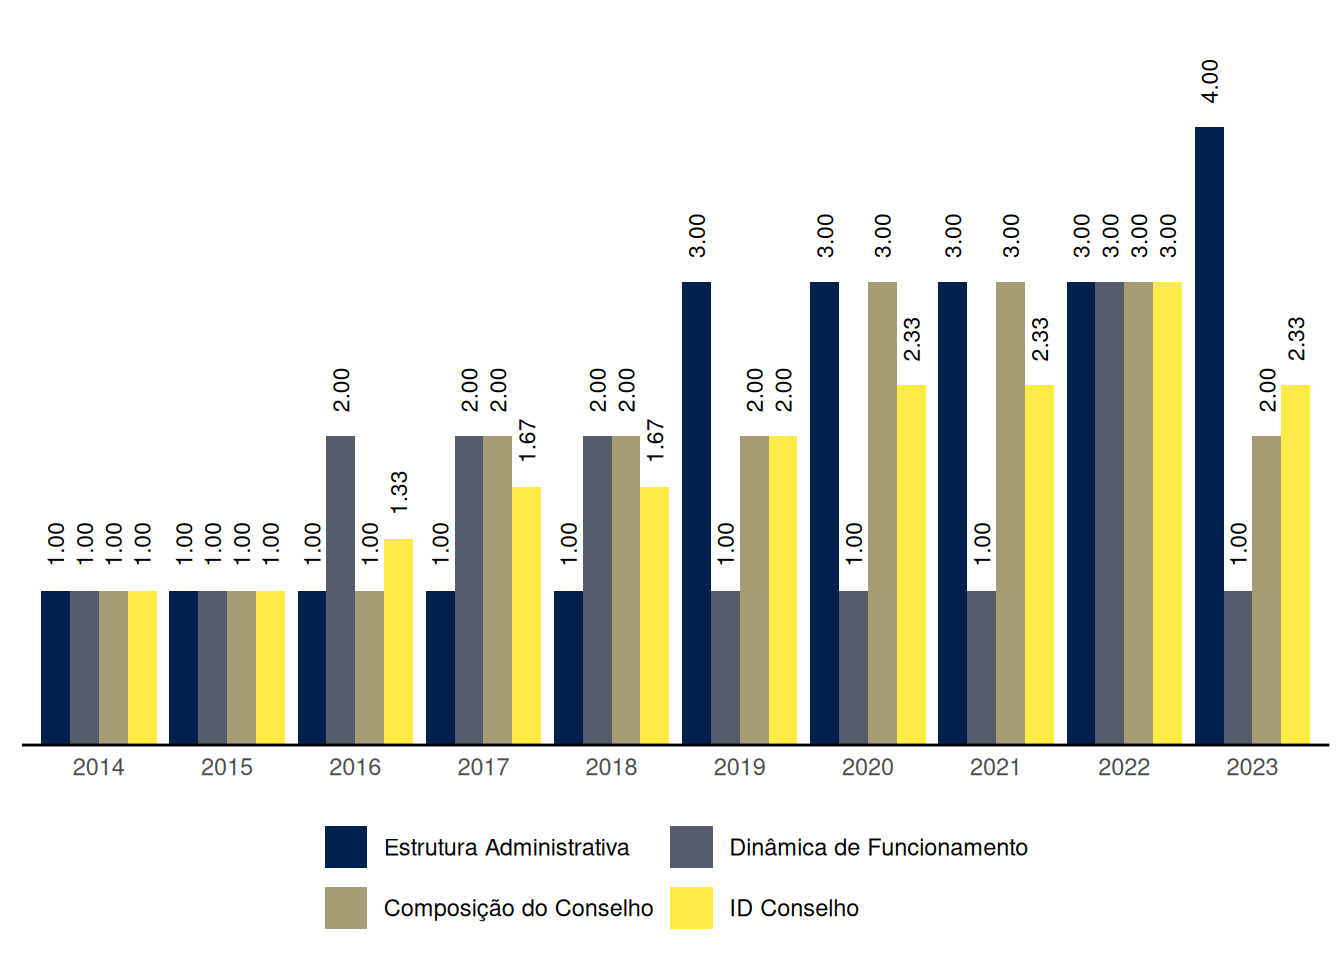 1.00 1.00 1.00 1.00 1.00 1.00 1.00 1.00 1.00 2.00 1.00 1.33 1.00 2.00 2.00 1.67 1.00 2.00 2.00 1.67 3.00 1.00 2.00 2.00 3.00 1.00 3.00 2.33 3.00 1.00 3.00 2.33 3.00 3.00 3.00 3.00 4.00 1.00 2.00 2.33
2014 2015 2016 2017 2018 2019 2020 2021 2022 2023
Estrutura Administrativa Dinâmica de Funcionamento
Composição do Conselho ID Conselho